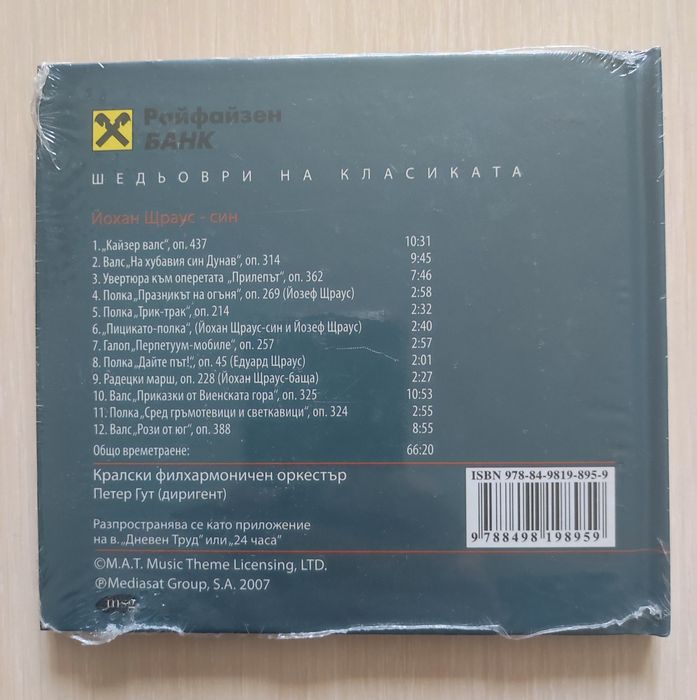 Райфайзен
БАНК
ШЕДЬОВРИ НА КЛАСИКАТА
Йохан Щраус - син
1. „Кайзер валс“, оп. 437 10:31
2. Валс „На хубавия син Дунав“, оп. 314 9:45
3. Увертюра към оперетата „Прилепът“, оп. 362 7:46
4. Полка „Празникът на огъня“, оп. 269 (Йозеф Щраус) 2:58
5. Полка „Трик-трак“, оп. 214 2:32
6. „Пицикато-полка“, (Йохан Щраус-син и Йозеф Щраус) 2:40
7. Галоп „Перпетуум-мобиле“, оп. 257 2:57
8. Полка „Дайте път!“, оп. 45 (Едуард Щраус) 2:01
9. Радецки марш, оп. 228 (Йохан Щраус-баща) 2:27
10. Валс „Приказки от Виенската гора“, оп. 325 10:53
11. Полка „Сред гръмотевици и светкавици“, оп. 324 2:55
12. Валс „Рози от юг“, оп. 388 8:55
Общо времетраене: 66:20
Кралски филхармоничен оркестър
Петер Гут (диригент)
ISBN 978-84-9819-895-9
9 788498 198959
Разпространява се като приложение
на в. „Дневен Труд“ или „24 часа“
©M.A.T. Music Theme Licensing, LTD.
℗Mediasat Group, S.A. 2007
msg